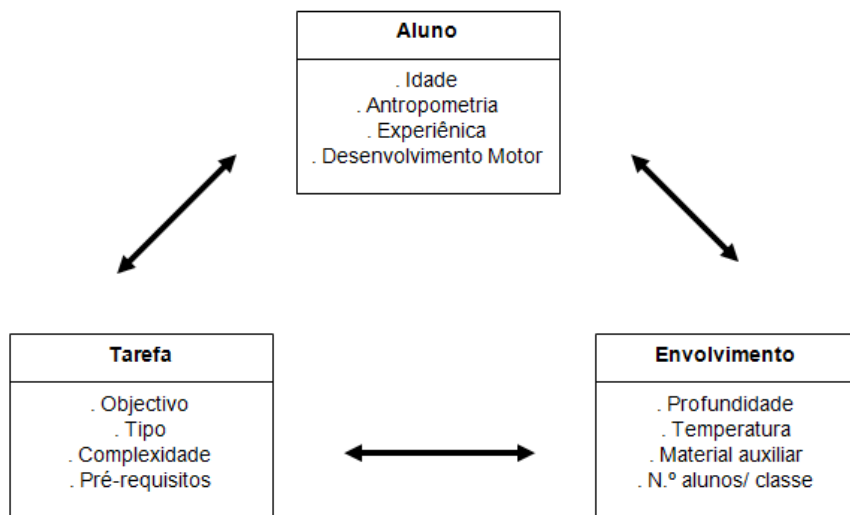 Aluno
. Idade
. Antropometria
. Experiênica
. Desenvolvimento Motor
Tarefa
. Objectivo
. Tipo
. Complexidade
. Pré-requisitos
Envolvimento
. Profundidade
. Temperatura
. Material auxiliar
. N.º alunos/ classe